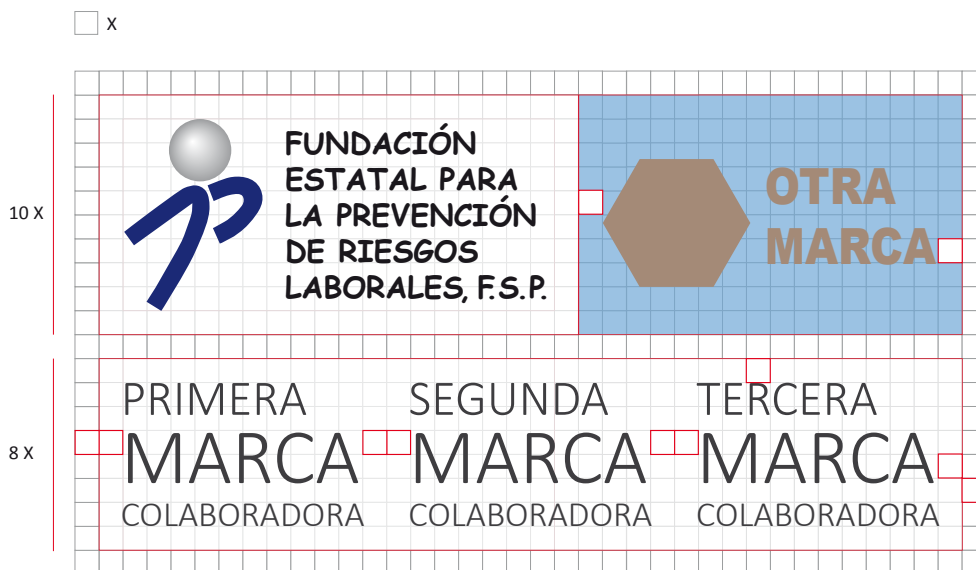 X
10 X
FUNDACIÓN
ESTATAL PARA
LA PREVENCIÓN
DE RIESGOS
LABORALES, F.S.P.
OTRA
MARCA
8 X
PRIMERA
MARCA
COLABORADORA
SEGUNDA
MARCA
COLABORADORA
TERCERA
MARCA
COLABORADORA